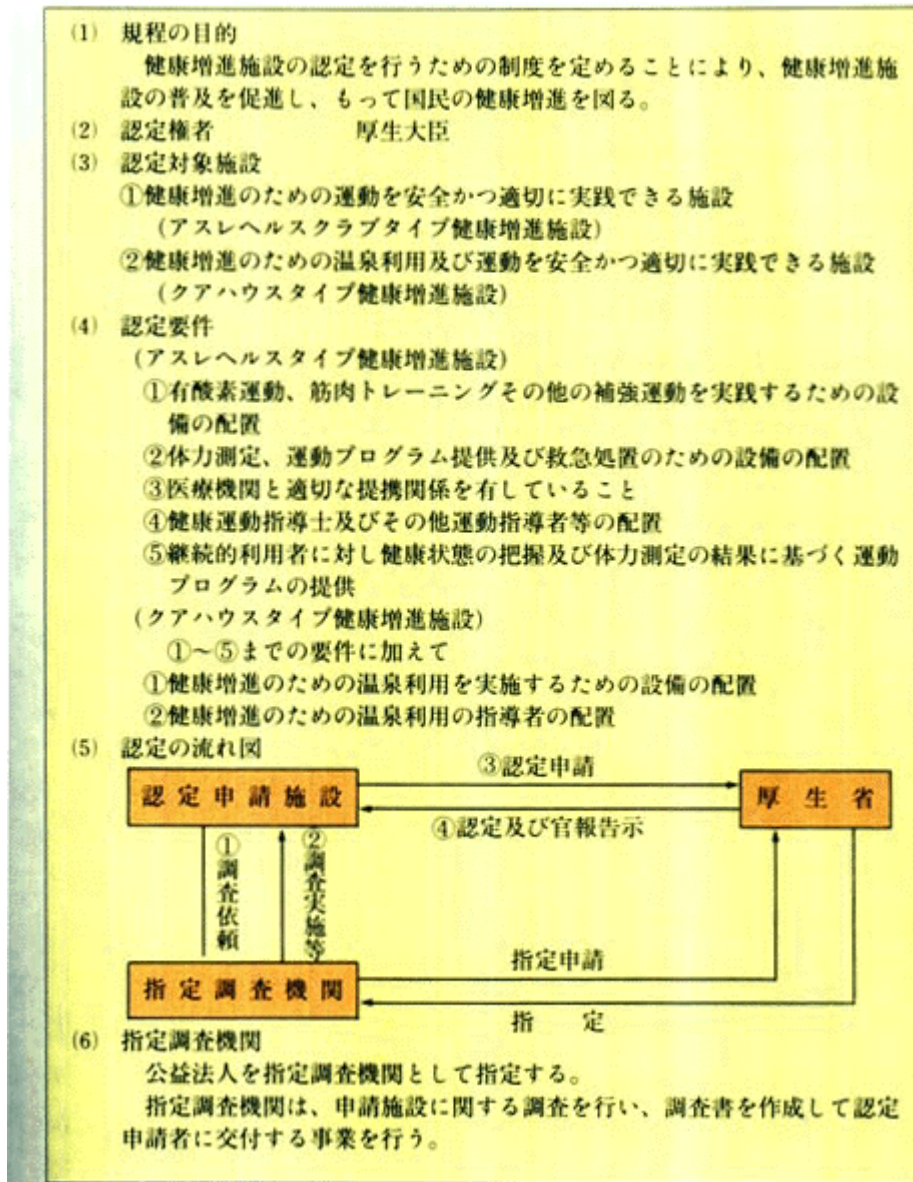 (1) 規程の目的
健康増進施設の認定を行うための制度を定めることにより、健康増進施
設の普及を促進し、もって国民の健康増進を図る。
(2) 認定権者 厚生大臣
(3) 認定対象施設
①健康増進のための運動を安全かつ適切に実践できる施設
(アスレヘルスクラブタイプ健康増進施設)
②健康増進のための温泉利用及び運動を安全かつ適切に実践できる施設
(クアハウスタイプ健康増進施設)
(4) 認定要件
(アスレヘルスタイプ健康増進施設)
①有酸素運動、筋肉トレーニングその他の補強運動を実践するための設
備の配置
②体力測定、運動プログラム提供及び救急処置のための設備の配置
③医療機関と適切な提携関係を有していること
④健康運動指導士及びその他運動指導者等の配置
⑤継続的利用者に対し健康状態の把握及び体力測定の結果に基づく運動
プログラムの提供
(クアハウスタイプ健康増進施設)
①〜⑤までの要件に加えて
①健康増進のための温泉利用を実施するための設備の配置
②健康増進のための温泉利用の指導者の配置
(5) 認定の流れ図
③認定申請
認定申請施設
厚生省
④認定及び官報告示
①調査依頼
②調査実施等
指定申請
指定調査機関
指定
(6) 指定調査機関
公益法人を指定調査機関として指定する。
指定調査機関は、申請施設に関する調査を行い、調査書を作成して認定
申請者に交付する事業を行う。